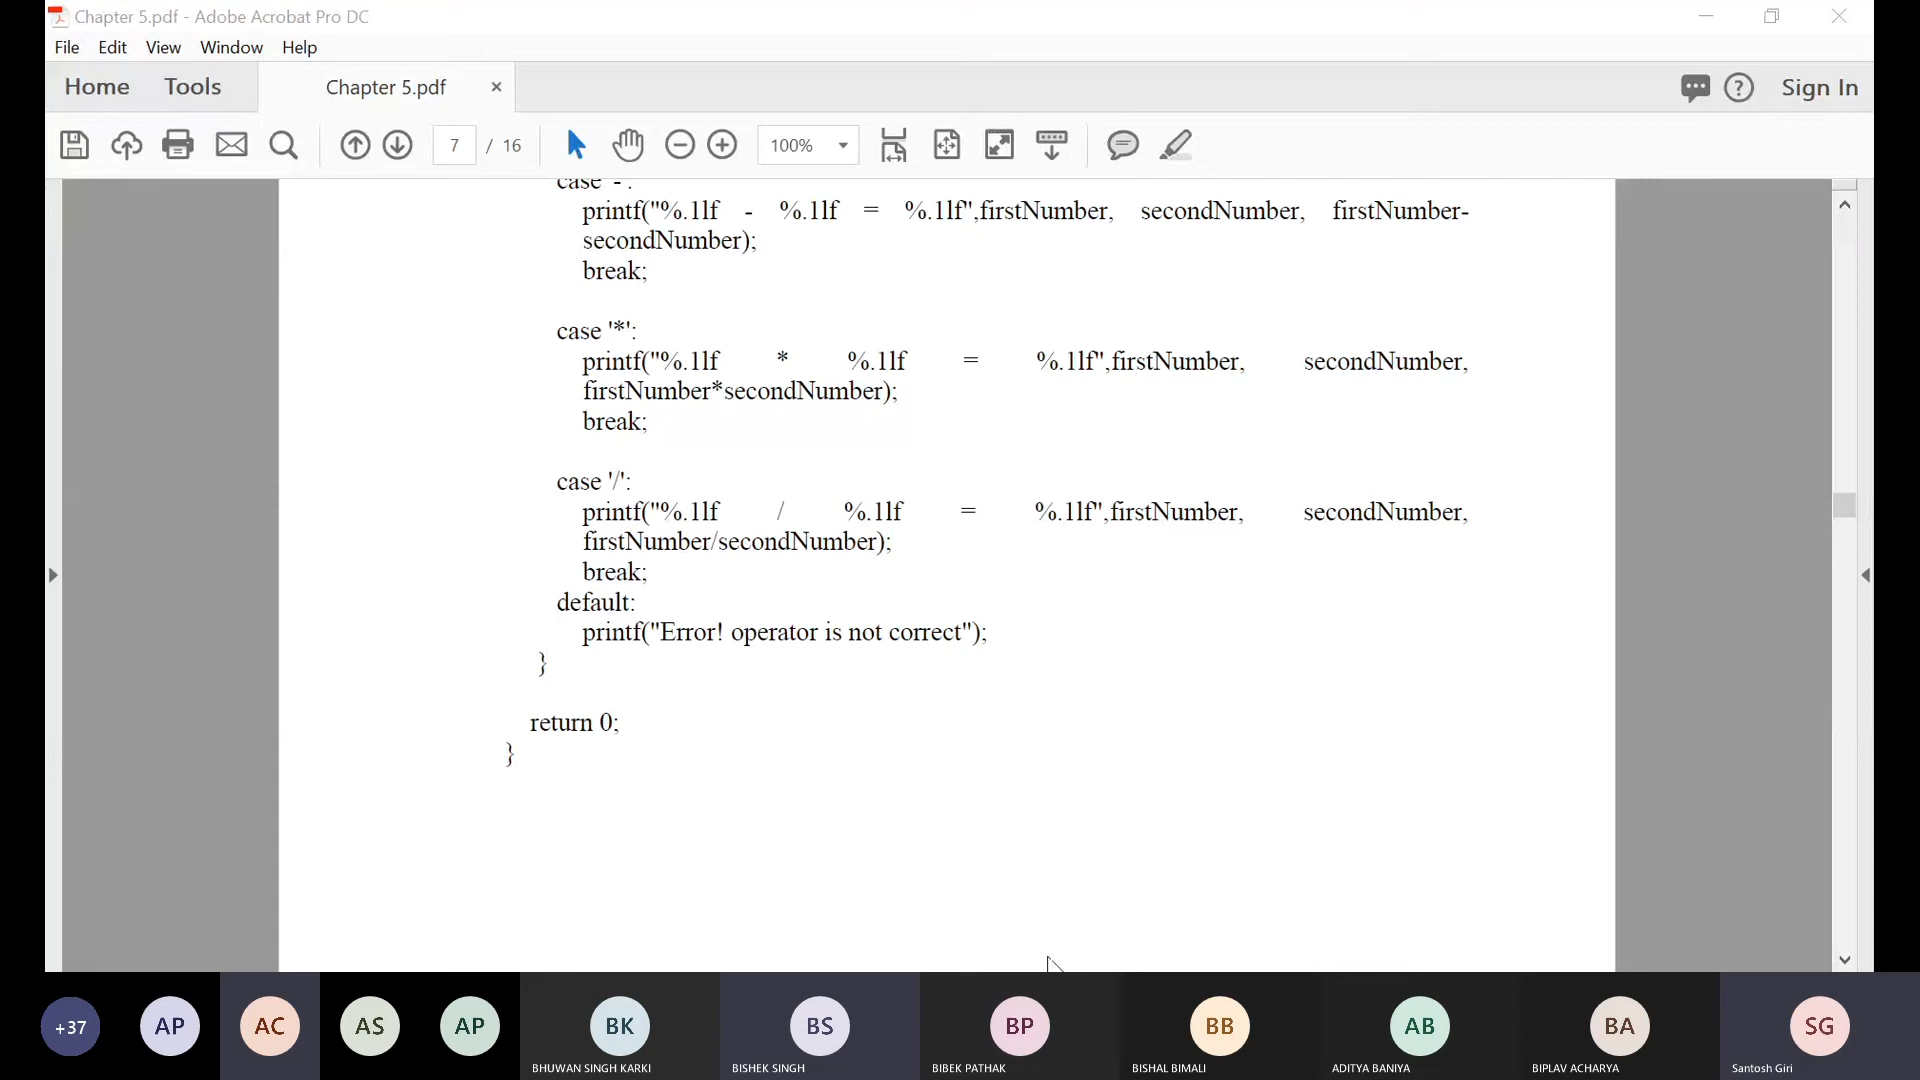 Chapter 5.pdf - Adobe Acrobat Pro DC
File Edit View Window Help
Home Tools Chapter 5.pdf × Sign In
7 / 16 100%
case '-':
printf("%.1lf - %.1lf = %.1lf",firstNumber, secondNumber, firstNumber-
secondNumber);
break;
case '*':
printf("%.1lf * %.1lf = %.1lf",firstNumber, secondNumber,
firstNumber*secondNumber);
break;
case '/':
printf("%.1lf / %.1lf = %.1lf",firstNumber, secondNumber,
firstNumber/secondNumber);
break;
default:
printf("Error! operator is not correct");
}
return 0;
}
+37 AP AC AS AP BK BS BP BB AB BA SG
BHUWAN SINGH KARKI BISHEK SINGH BIBEK PATHAK BISHAL BIMALI ADITYA BANIYA BIPLAV ACHARYA Santosh Giri